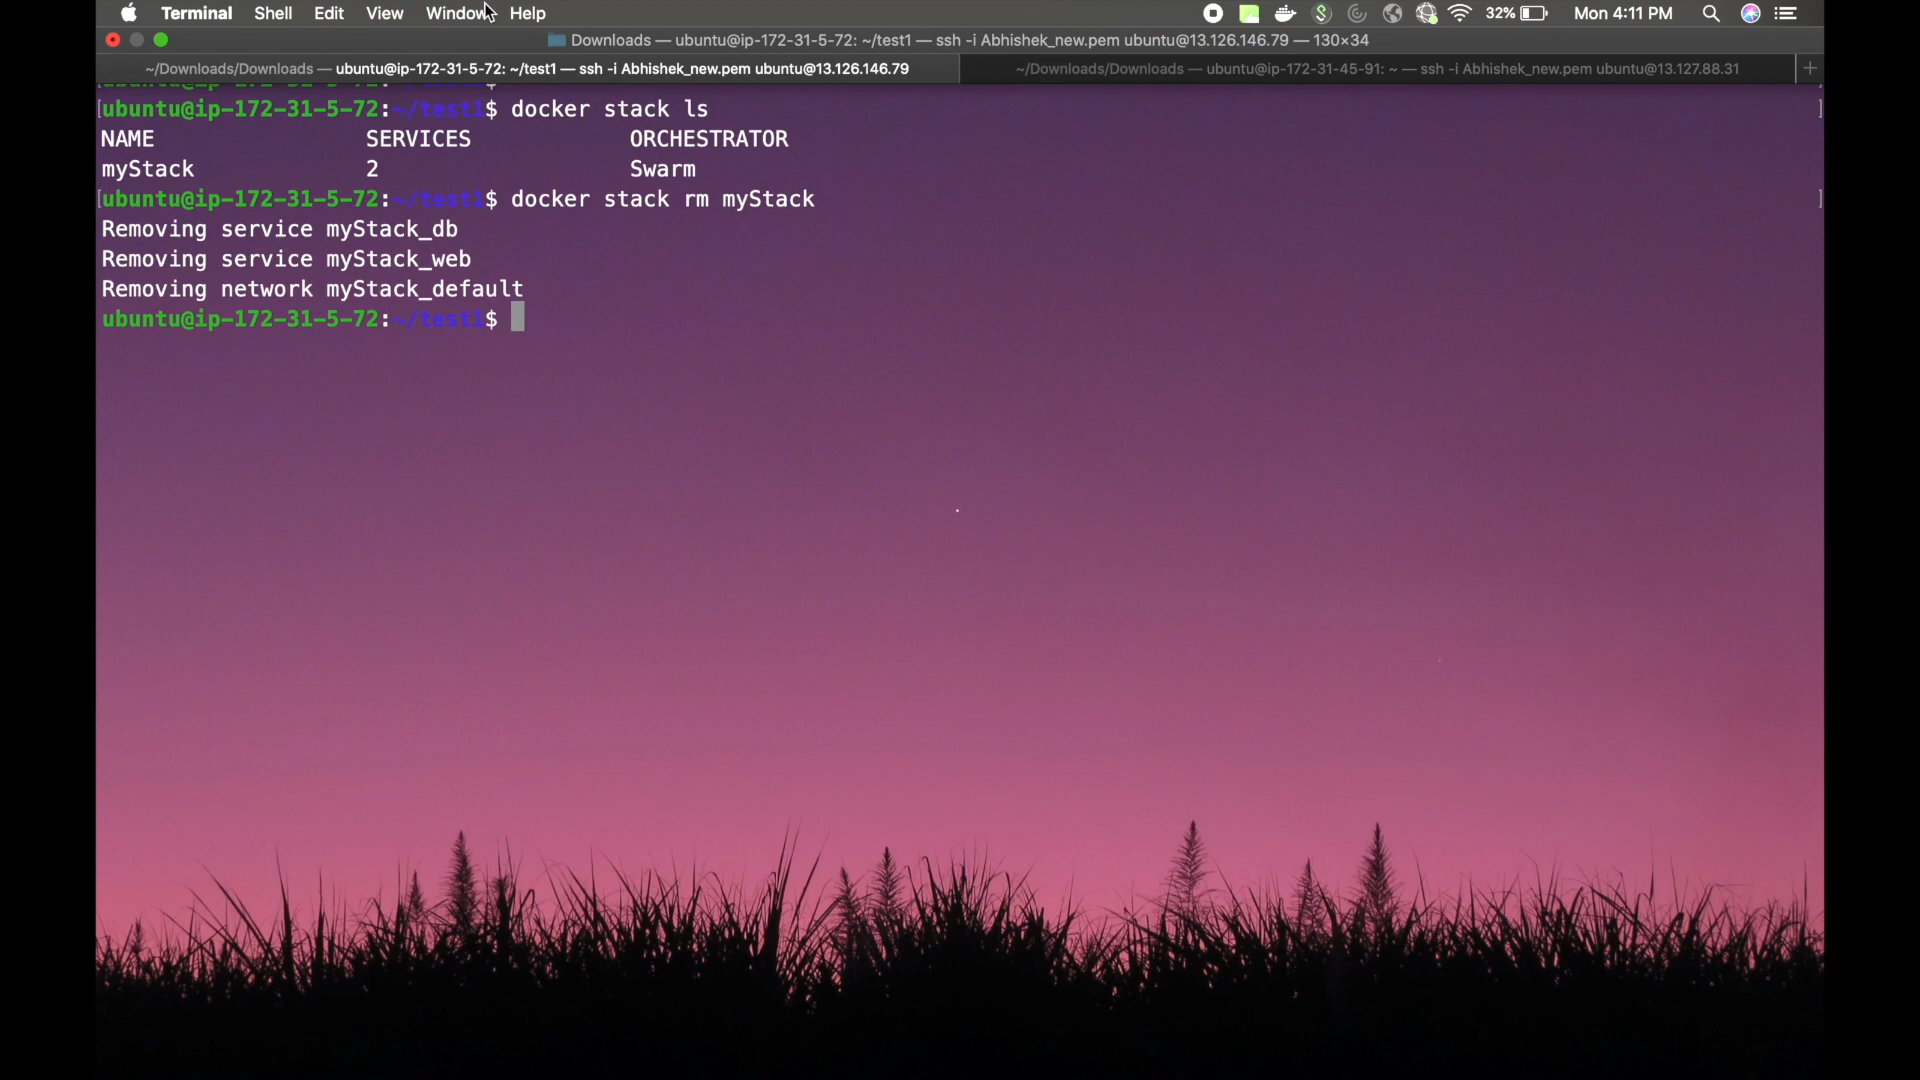 Terminal Shell Edit View Window Help 32% Mon 4:11 PM
Downloads — ubuntu@ip-172-31-5-72: ~/test1 — ssh -i Abhishek_new.pem ubuntu@13.126.146.79 — 130×34
~/Downloads/Downloads — ubuntu@ip-172-31-5-72: ~/test1 — ssh -i Abhishek_new.pem ubuntu@13.126.146.79 ~/Downloads/Downloads — ubuntu@ip-172-31-45-91: ~ — ssh -i Abhishek_new.pem ubuntu@13.127.88.31 +
[ubuntu@ip-172-31-5-72:~/test1$ docker stack ls ]
NAME SERVICES ORCHESTRATOR
myStack 2 Swarm
[ubuntu@ip-172-31-5-72:~/test1$ docker stack rm myStack ]
Removing service myStack_db
Removing service myStack_web
Removing network myStack_default
ubuntu@ip-172-31-5-72:~/test1$